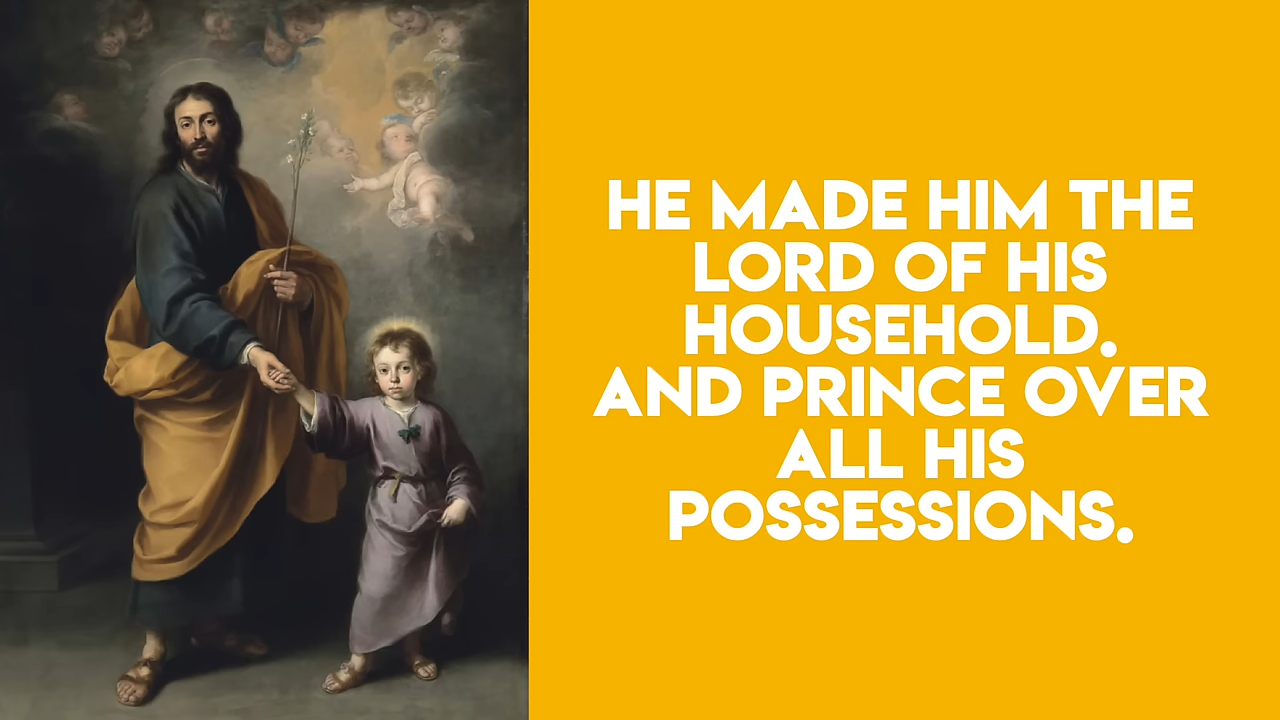 HE MADE HIM THE
LORD OF HIS
HOUSEHOLD.
AND PRINCE OVER
ALL HIS
POSSESSIONS.